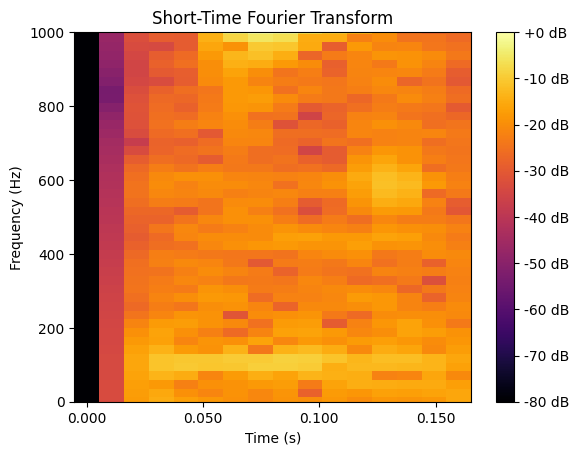 Short-Time Fourier Transform
1000
800
600
400
200
0
Frequency (Hz)
0.000
0.050
0.100
0.150
Time (s)
+0 dB
-10 dB
-20 dB
-30 dB
-40 dB
-50 dB
-60 dB
-70 dB
-80 dB